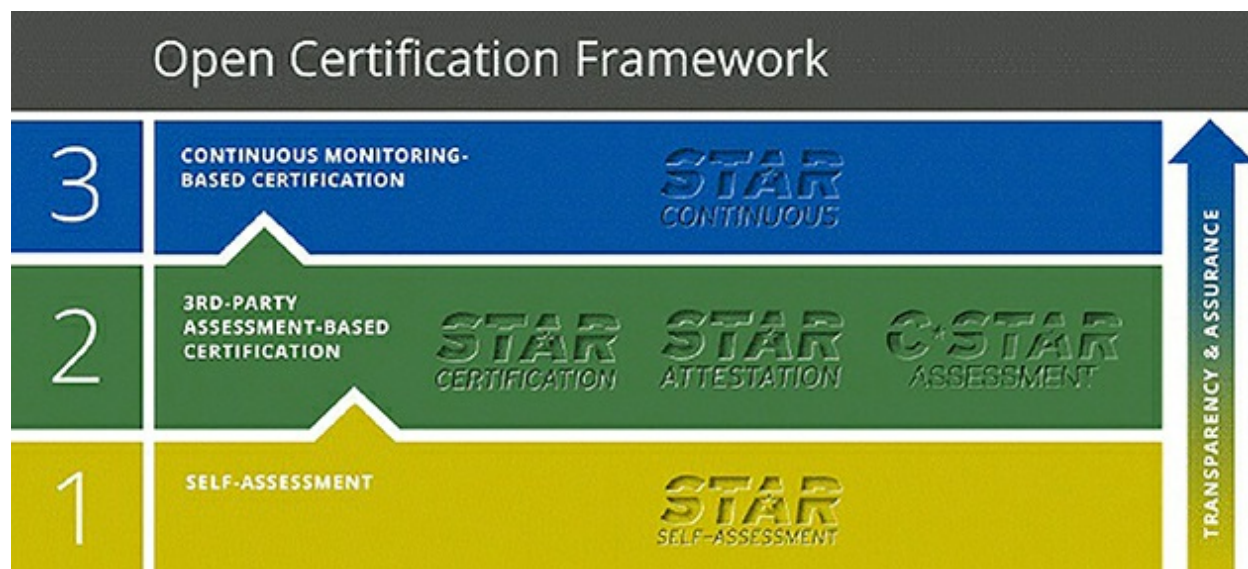 Open Certification Framework
3
CONTINUOUS MONITORING-
BASED CERTIFICATION
STAR
CONTINUOUS
2
3RD-PARTY
ASSESSMENT-BASED
CERTIFICATION
STAR
CERTIFICATION
STAR
ATTESTATION
C*STAR
ASSESSMENT
1
SELF-ASSESSMENT
STAR
SELF-ASSESSMENT
TRANSPARENCY & ASSURANCE